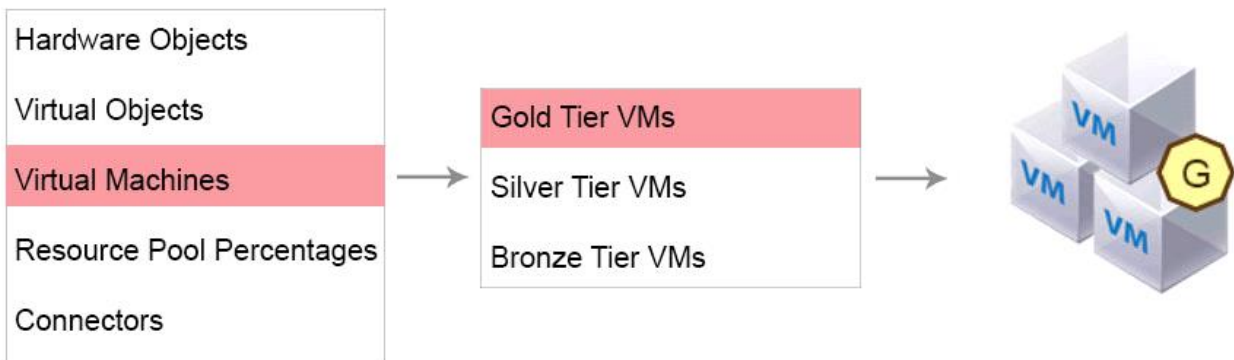 Hardware Objects
Virtual Objects
Virtual Machines
Resource Pool Percentages
Connectors
Gold Tier VMs
Silver Tier VMs
Bronze Tier VMs
VM
VM
VM
G